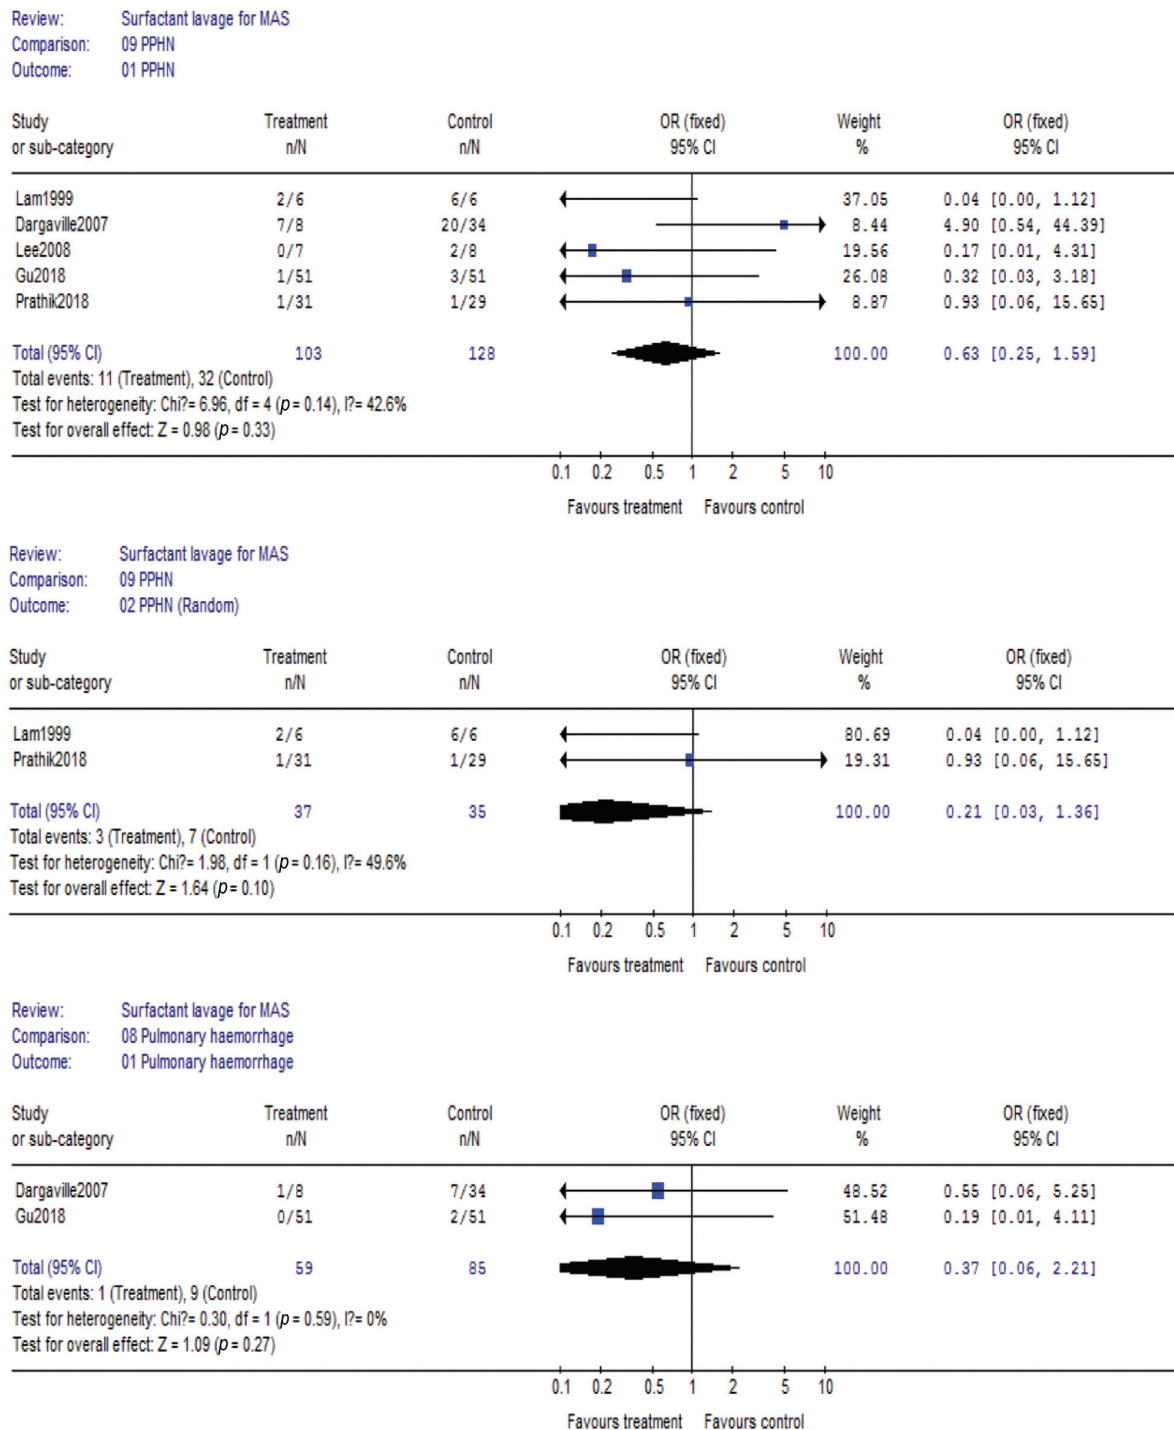 Review: Surfactant lavage for MAS
Comparison: 09 PPHN
Outcome: 01 PPHN
Study Treatment Control OR (fixed) Weight OR (fixed)
or sub-category n/N n/N 95% CI % 95% CI
Lam1999 2/6 6/6 37.05 0.04 [0.00, 1.12]
Dargaville2007 7/8 20/34 8.44 4.90 [0.54, 44.39]
Lee2008 0/7 2/8 19.56 0.17 [0.01, 4.31]
Gu2018 1/51 3/51 26.08 0.32 [0.03, 3.18]
Prathik2018 1/31 1/29 8.87 0.93 [0.06, 15.65]
Total (95% CI) 103 128 100.00 0.63 [0.25, 1.59]
Total events: 11 (Treatment), 32 (Control)
Test for heterogeneity: Chi?= 6.96, df = 4 (p = 0.14), I?= 42.6%
Test for overall effect: Z = 0.98 (p = 0.33)
0.1 0.2 0.5 1 2 5 10
Favours treatment Favours control
Review: Surfactant lavage for MAS
Comparison: 09 PPHN
Outcome: 02 PPHN (Random)
Study Treatment Control OR (fixed) Weight OR (fixed)
or sub-category n/N n/N 95% CI % 95% CI
Lam1999 2/6 6/6 80.69 0.04 [0.00, 1.12]
Prathik2018 1/31 1/29 19.31 0.93 [0.06, 15.65]
Total (95% CI) 37 35 100.00 0.21 [0.03, 1.36]
Total events: 3 (Treatment), 7 (Control)
Test for heterogeneity: Chi?= 1.98, df = 1 (p = 0.16), I?= 49.6%
Test for overall effect: Z = 1.64 (p = 0.10)
0.1 0.2 0.5 1 2 5 10
Favours treatment Favours control
Review: Surfactant lavage for MAS
Comparison: 08 Pulmonary haemorrhage
Outcome: 01 Pulmonary haemorrhage
Study Treatment Control OR (fixed) Weight OR (fixed)
or sub-category n/N n/N 95% CI % 95% CI
Dargaville2007 1/8 7/34 48.52 0.55 [0.06, 5.25]
Gu2018 0/51 2/51 51.48 0.19 [0.01, 4.11]
Total (95% CI) 59 85 100.00 0.37 [0.06, 2.21]
Total events: 1 (Treatment), 9 (Control)
Test for heterogeneity: Chi?= 0.30, df = 1 (p = 0.59), I?= 0%
Test for overall effect: Z = 1.09 (p = 0.27)
0.1 0.2 0.5 1 2 5 10
Favours treatment Favours control